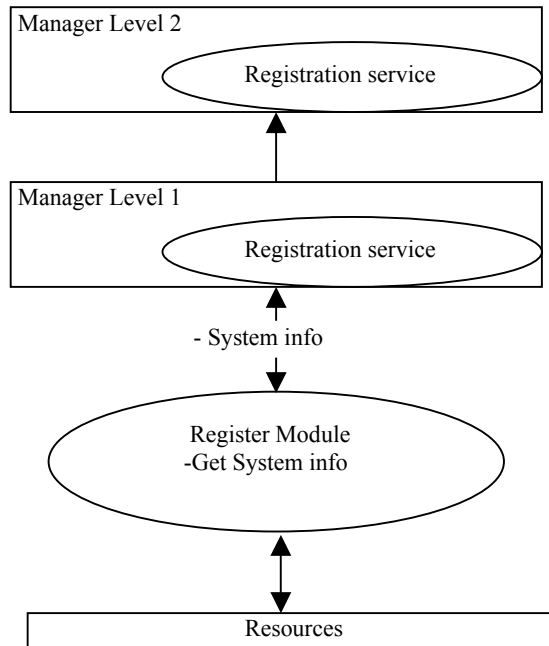 Manager Level 2
Registration service
Manager Level 1
Registration service
- System info
Register Module
-Get System info
Resources